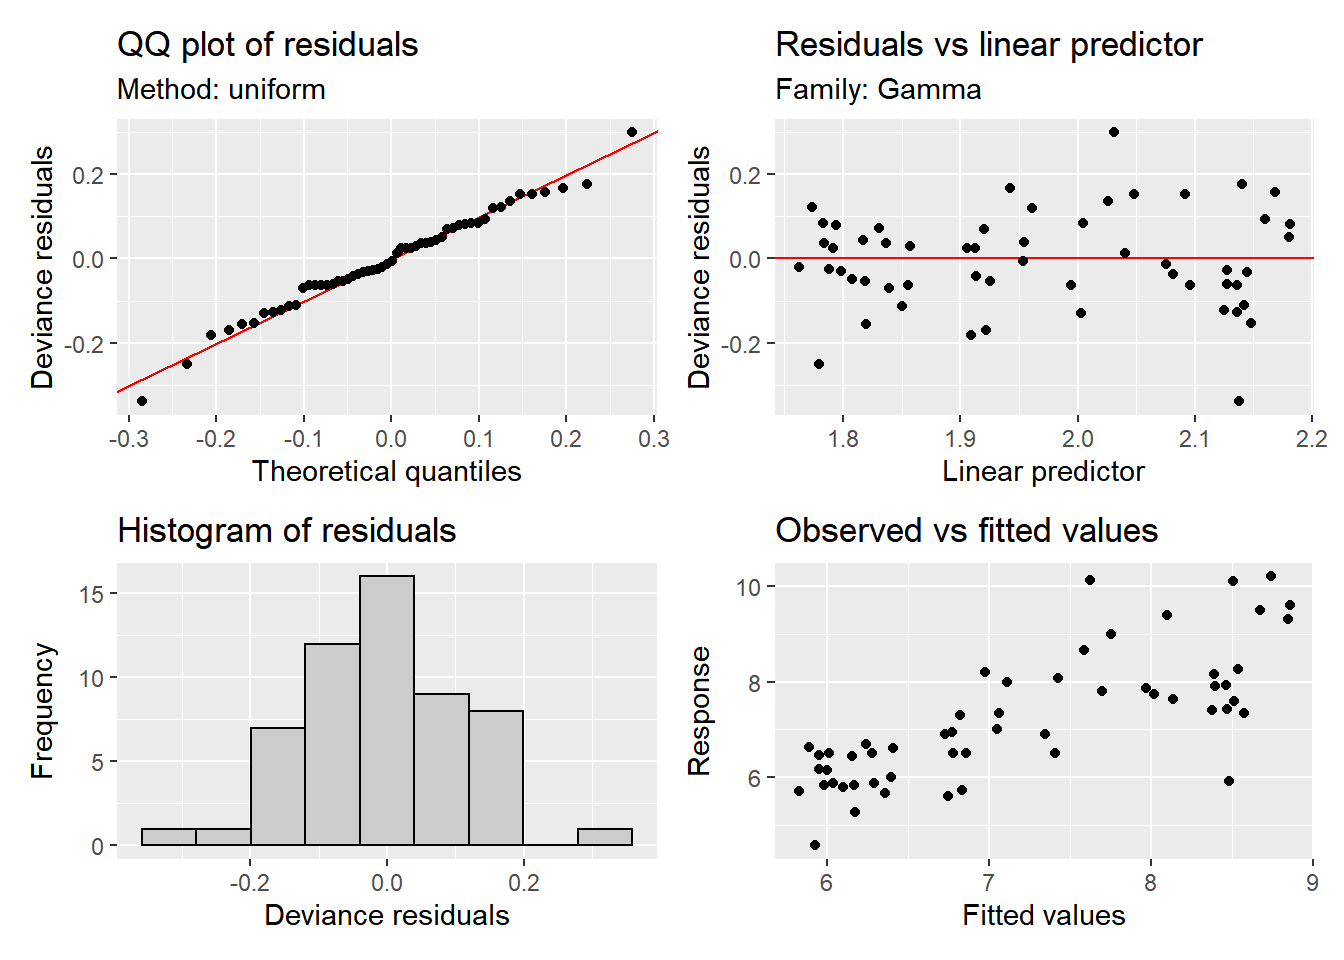 QQ plot of residuals
Method: uniform
Deviance residuals
0.2
0.0
-0.2
-0.3 -0.2 -0.1 0.0 0.1 0.2 0.3
Theoretical quantiles
Residuals vs linear predictor
Family: Gamma
Deviance residuals
0.2
0.0
-0.2
1.8 1.9 2.0 2.1 2.2
Linear predictor
Histogram of residuals
Frequency
15
10
5
0
-0.2 0.0 0.2
Deviance residuals
Observed vs fitted values
Response
10
8
6
6 7 8 9
Fitted values